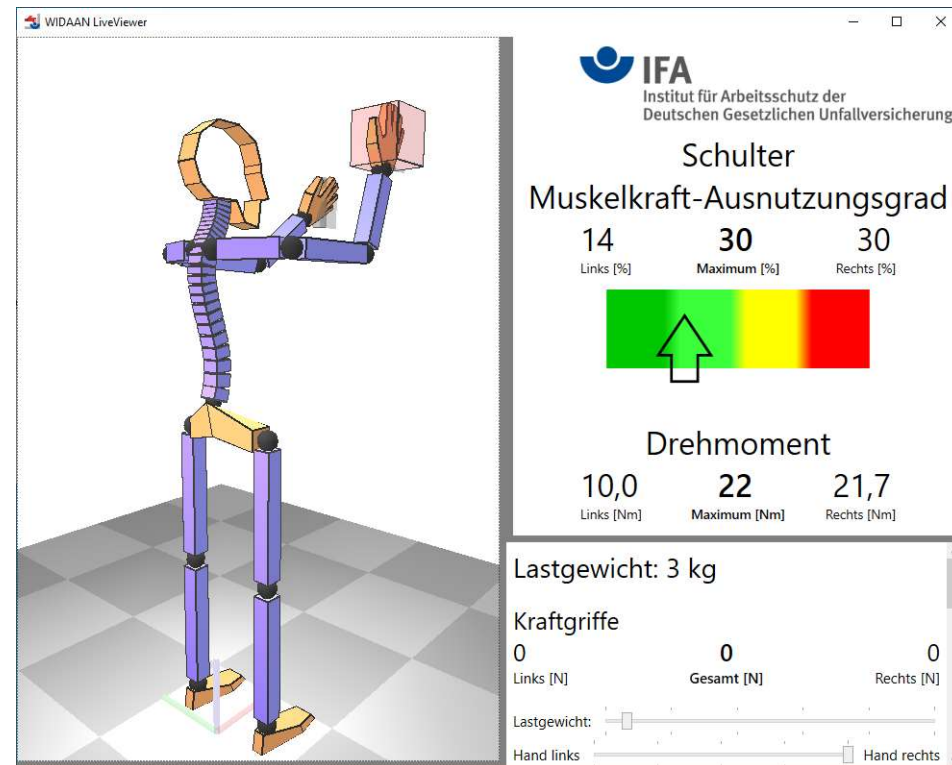 WIDAAN LiveViewer
IFA
Institut für Arbeitsschutz der
Deutschen Gesetzlichen Unfallversicherung
Schulter
Muskelkraft-Ausnutzungsgrad
14 30 30
Links [%] Maximum [%] Rechts [%]
Drehmoment
10,0 22 21,7
Links [Nm] Maximum [Nm] Rechts [Nm]
Lastgewicht: 3 kg
Kraftgriffe
0 0 0
Links [N] Gesamt [N] Rechts [N]
Lastgewicht:
Hand links Hand rechts